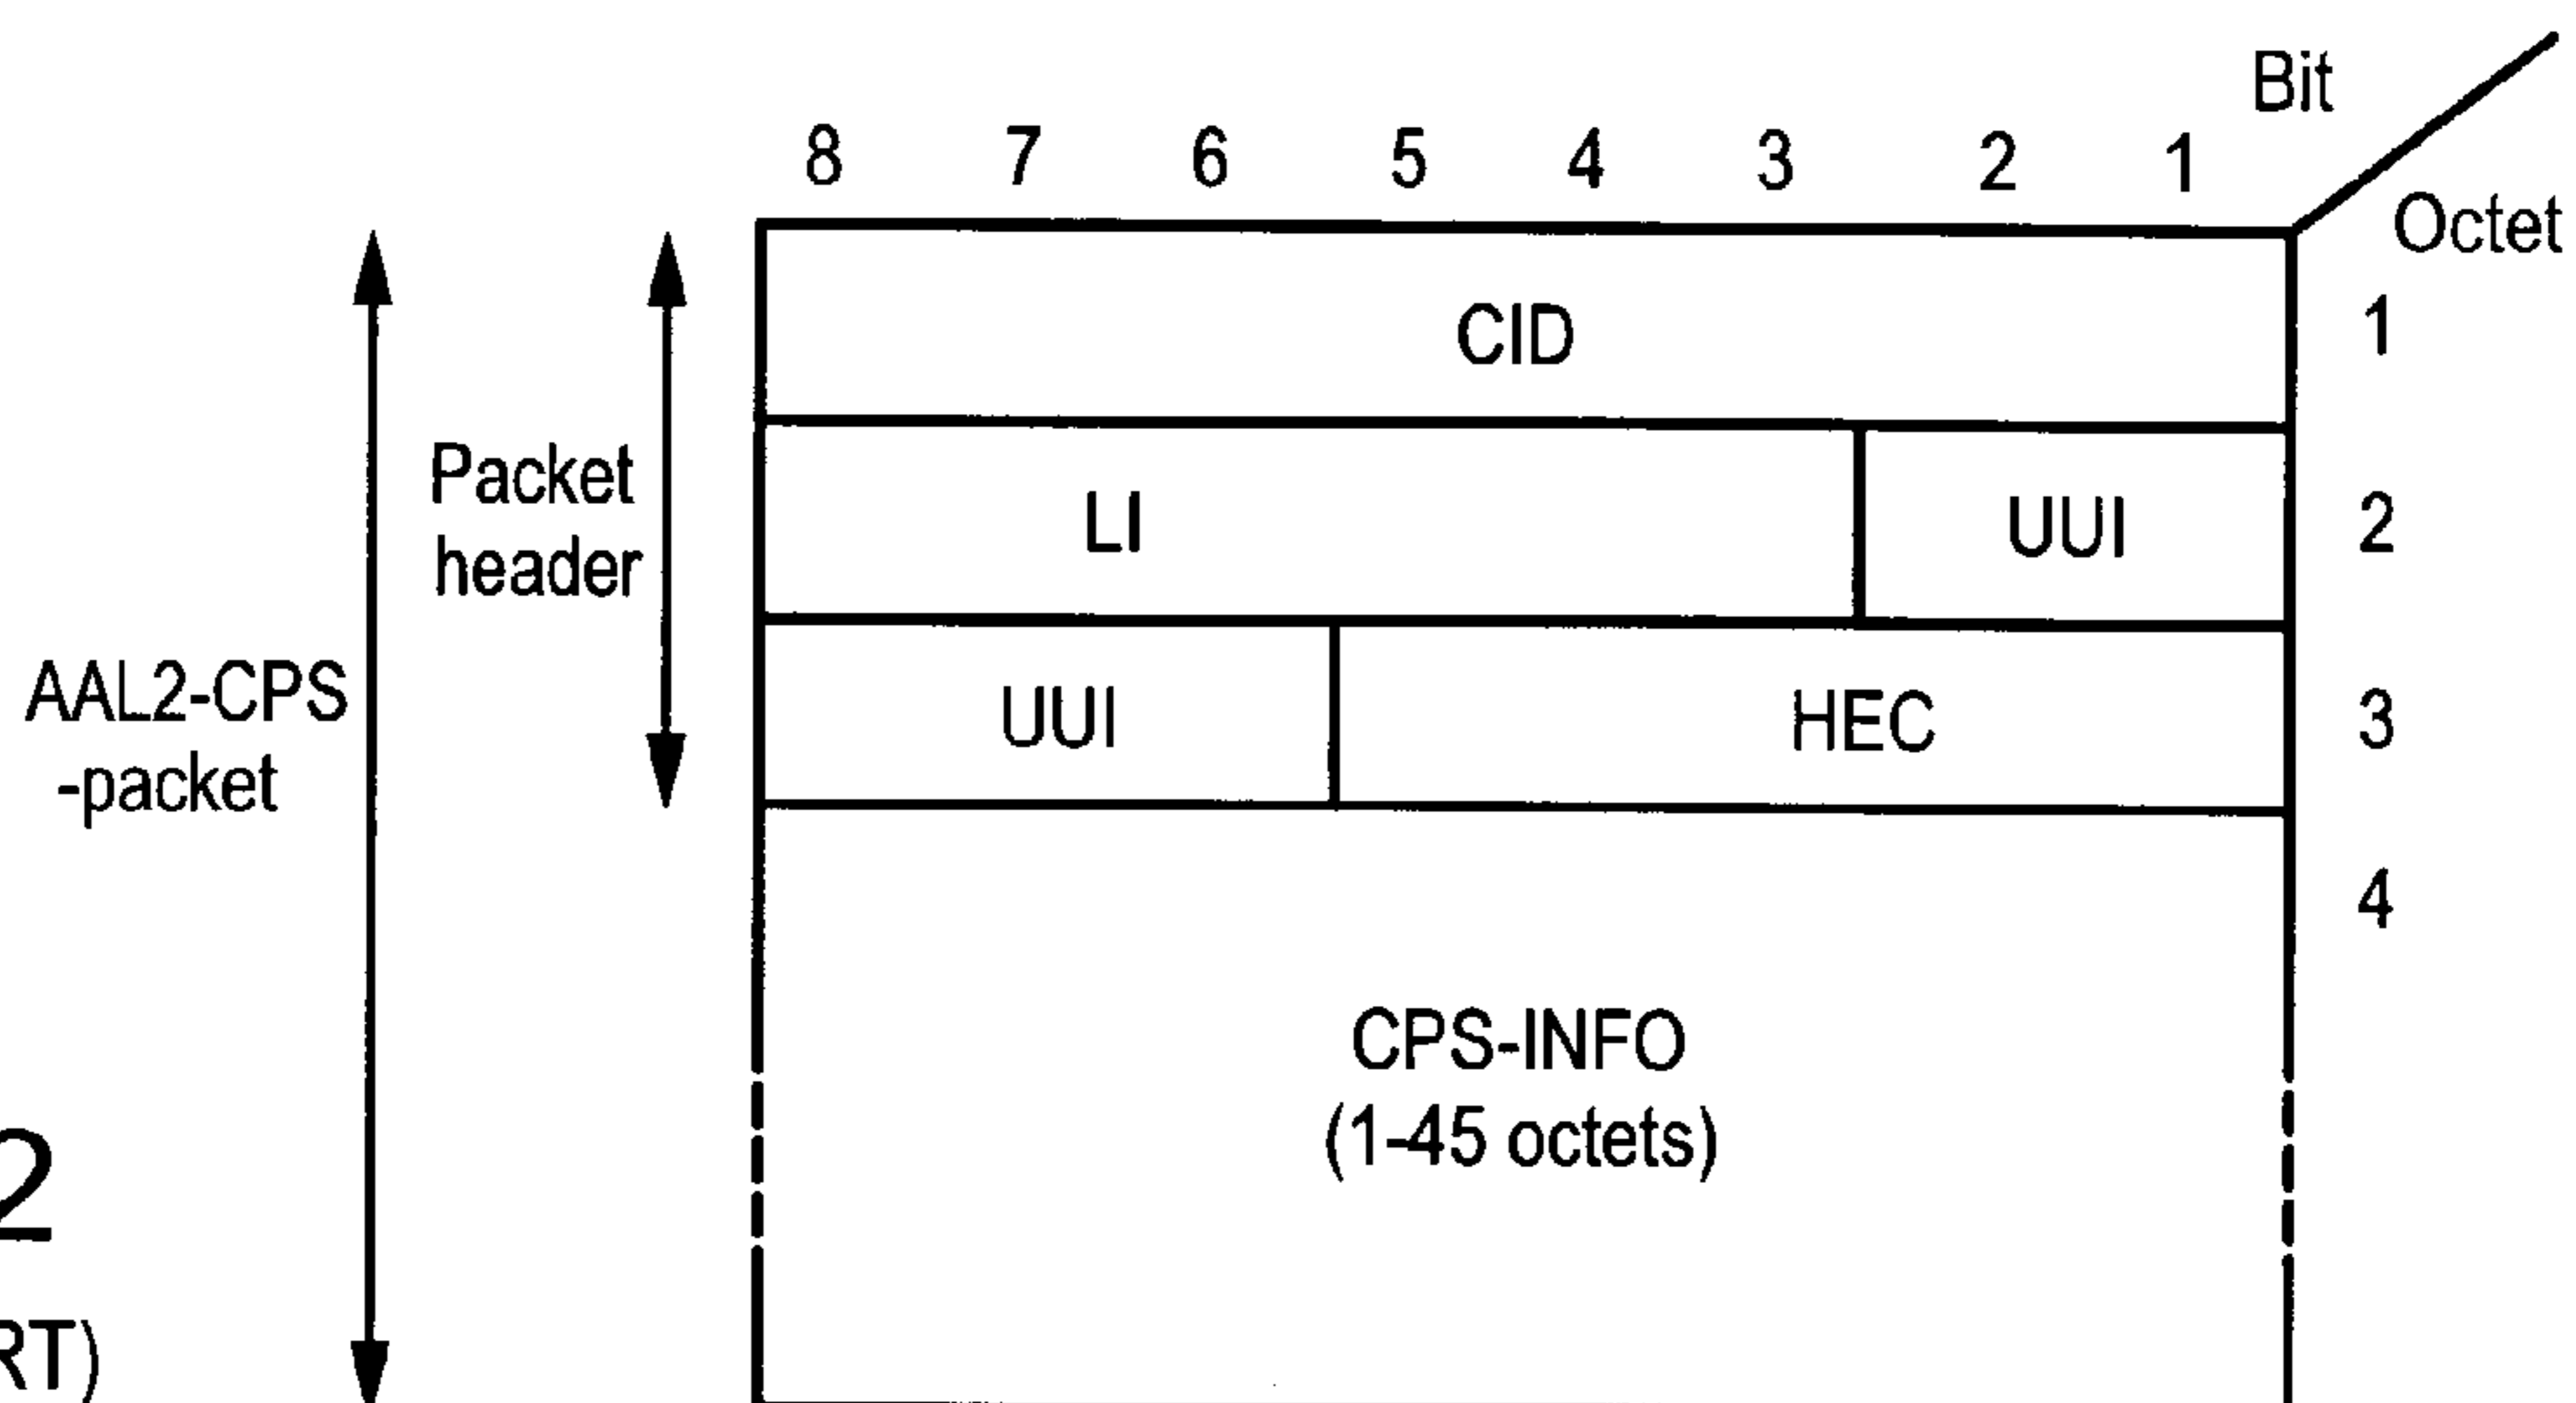 Bit
8 7 6 5 4 3 2 1
Octet
CID
1
Packet
header
LI
UUI
2
AAL2-CPS
-packet
UUI
HEC
3
4
CPS-INFO
(1-45 octets)
2
RT)